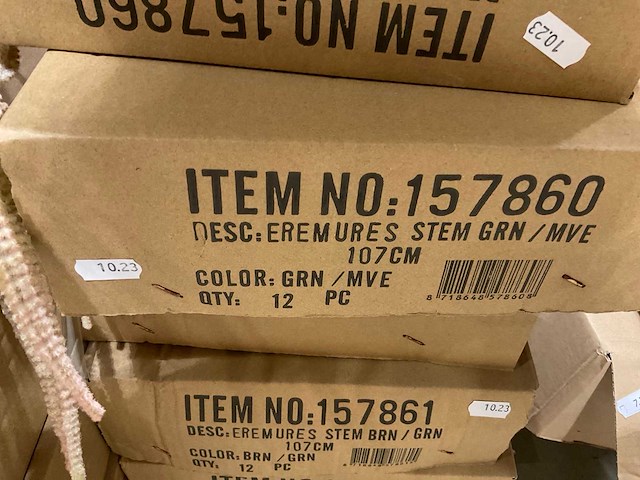 ITEM NO:157860
10.23
ITEM NO:157860
DESC:EREMURES STEM GRN/MVE
107CM
10.23
COLOR: GRN/MVE
QTY: 12 PC
8 718648 578608
ITEM NO:157861
10.23
DESC:EREMURES STEM BRN/GRN
107CM
COLOR: BRN/GRN
QTY: 12 PC